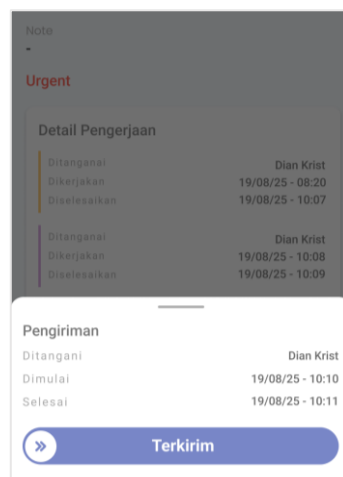 Note
-
Urgent
Detail Pengerjaan
Ditanganai Dian Krist
Dikerjakan 19/08/25 - 08:20
Diselesaikan 19/08/25 - 10:07
Ditanganai Dian Krist
Dikerjakan 19/08/25 - 10:08
Diselesaikan 19/08/25 - 10:09
Pengiriman
Ditangani Dian Krist
Dimulai 19/08/25 - 10:10
Selesai 19/08/25 - 10:11
» Terkirim